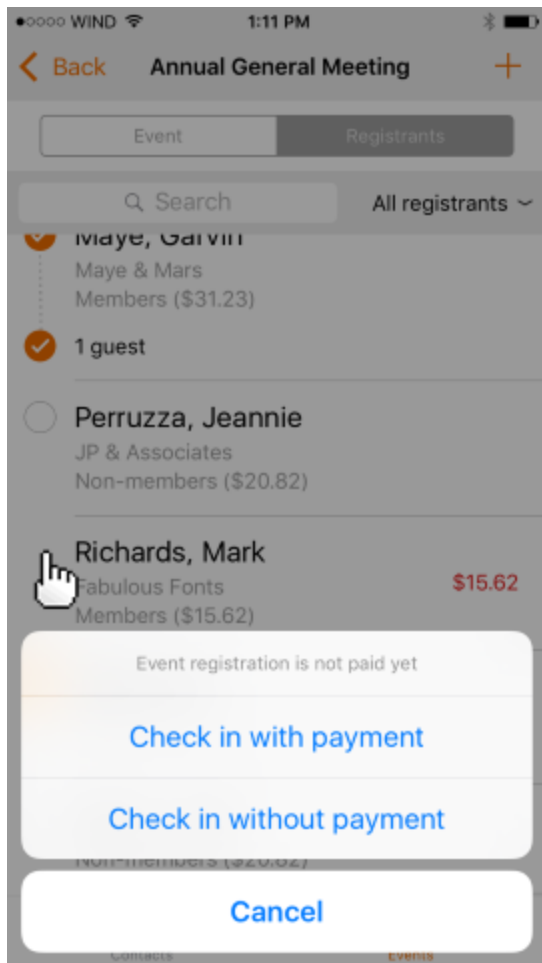 WIND 1:11 PM
Back Annual General Meeting +
Event Registrants
Search All registrants
Maye, Garvin
Maye & Mars
Members ($31.23)
1 guest
Perruzza, Jeannie
JP & Associates
Non-members ($20.82)
Richards, Mark
Fabulous Fonts $15.62
Members ($15.62)
Event registration is not paid yet
Check in with payment
Check in without payment
Non-members ($20.82)
Cancel
Contacts Events